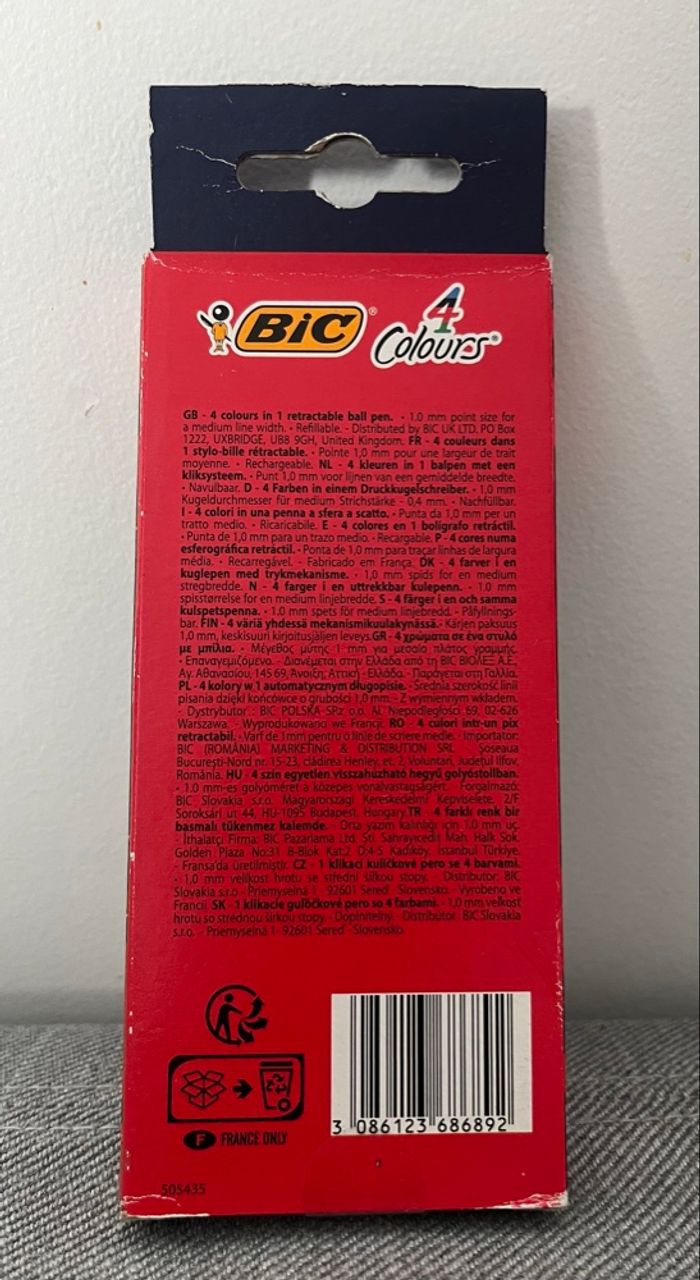 BiC®
4 Colours®
GB - 4 colours in 1 retractable ball pen. • 1.0 mm point size for
a medium line width. • Refillable. - Distributed by BIC UK LTD. PO Box
1222, UXBRIDGE, UB8 9GH, United Kingdom. FR - 4 couleurs dans
1 stylo-bille rétractable. • Pointe 1,0 mm pour une largeur de trait
moyenne. • Rechargeable. NL - 4 kleuren in 1 balpen met een
kliksysteem. • Punt 1,0 mm voor lijnen van een gemiddelde breedte.
• Navulbaar. D - 4 Farben in einem Druckkugelschreiber. • 1,0 mm
Kugeldurchmesser für medium Strichstärke - 0,4 mm. • Nachfüllbar.
I - 4 colori in una penna a sfera a scatto. • Punta da 1,0 mm per un
tratto medio. • Ricaricabile. E - 4 colores en 1 bolígrafo retráctil.
• Punta de 1,0 mm para un trazo medio. • Recargable. P - 4 cores numa
esferográfica retráctil. • Ponta de 1,0 mm para traçar linhas de largura
média. • Recarregável. - Fabricado em França. DK - 4 farver i en
kuglepen med trykmekanisme. • 1,0 mm spids for en medium
stregbredde. N - 4 farger i en uttrekkbar kulepenn. • 1.0 mm
spisstørrelse for en medium linjebredde. S - 4 färger i en och samma
kulspetspenna. • 1.0 mm spets för medium linjebredd. - Påfyllnings-
bar. FIN - 4 väriä yhdessä mekanismikuulakynässä.- Kärjen paksuus
1,0 mm, keskisuuri kirjoitusjäljen leveys.GR - 4 χρώματα σε ένα στυλό
με μπίλια. • Μέγεθος μύτης 1 mm για μεσαίο πλάτος γραμμής.
• Επαναγεμιζόμενο. - Διανέμεται στην Ελλάδα από τη BIC ΒΙΟΛΕΞ Α.Ε.,
Αγ. Αθανασίου, 145 69, Άνοιξη, Αττική - Ελλάδα. - Παράγεται στη Γαλλία.
PL - 4 kolory w 1 automatycznym długopisie. - Średnia szerokość linii
pisania dzięki końcówce o grubości 1,0 mm. - Z wymiennym wkładem.
- Dystrybutor : BIC POLSKA SP.z o.o. AL. Niepodległości 69, 02-626
Warszawa. - Wyprodukowano we Francji. RO - 4 culori intr-un pix
retractabil. - Varf de 1mm pentru o linie de scriere medie. - Importator:
BIC (ROMÂNIA) MARKETING & DISTRIBUTION SRL Şoseaua
Bucureşti-Nord nr. 15-23, clădirea Henley, et. 2, Voluntari, Judeţul Ilfov,
România. HU - 4 szín egyetlen visszahúzható hegyű golyóstollban.
• 1,0 mm-es golyóméret a közepes vonalvastagságért. Forgalmazó:
BIC Slovakia s.r.o. Magyarországi Kereskedelmi Képviselete, 2/F
Soroksári út 44, HU-1095 Budapest, Hungary.TR - 4 farklı renk bir
basmalı tükenmez kalemde. - Orta yazım kalınlığı için 1.0 mm uç.
- İthalatçı Firma: BIC Pazarlama Ltd. Şti Sahrayıcedit Mah. Halk Sok.
Golden Plaza No:31 B-Blok Kat:2 D:4-5 Kadıköy, İstanbul Türkiye.
- Fransa'da üretilmiştir. CZ - 1 klikací kuličkové pero se 4 barvami.
• 1,0 mm velikost hrotu se střední šířkou stopy. - Distributor: BIC
Slovakia s.r.o - Priemyselná 1 - 92601 Sereď - Slovensko - Vyrobeno ve
Francii. SK - 1 klikacie guľôčkové pero so 4 farbami. - 1,0 mm veľkosť
hrotu so strednou šírkou stopy. - Doplniteľný. - Distribútor : BIC Slovakia
s.r.o. - Priemyselná 1- 92601 Sereď - Slovensko
F FRANCE ONLY
3 086123 686892
505435